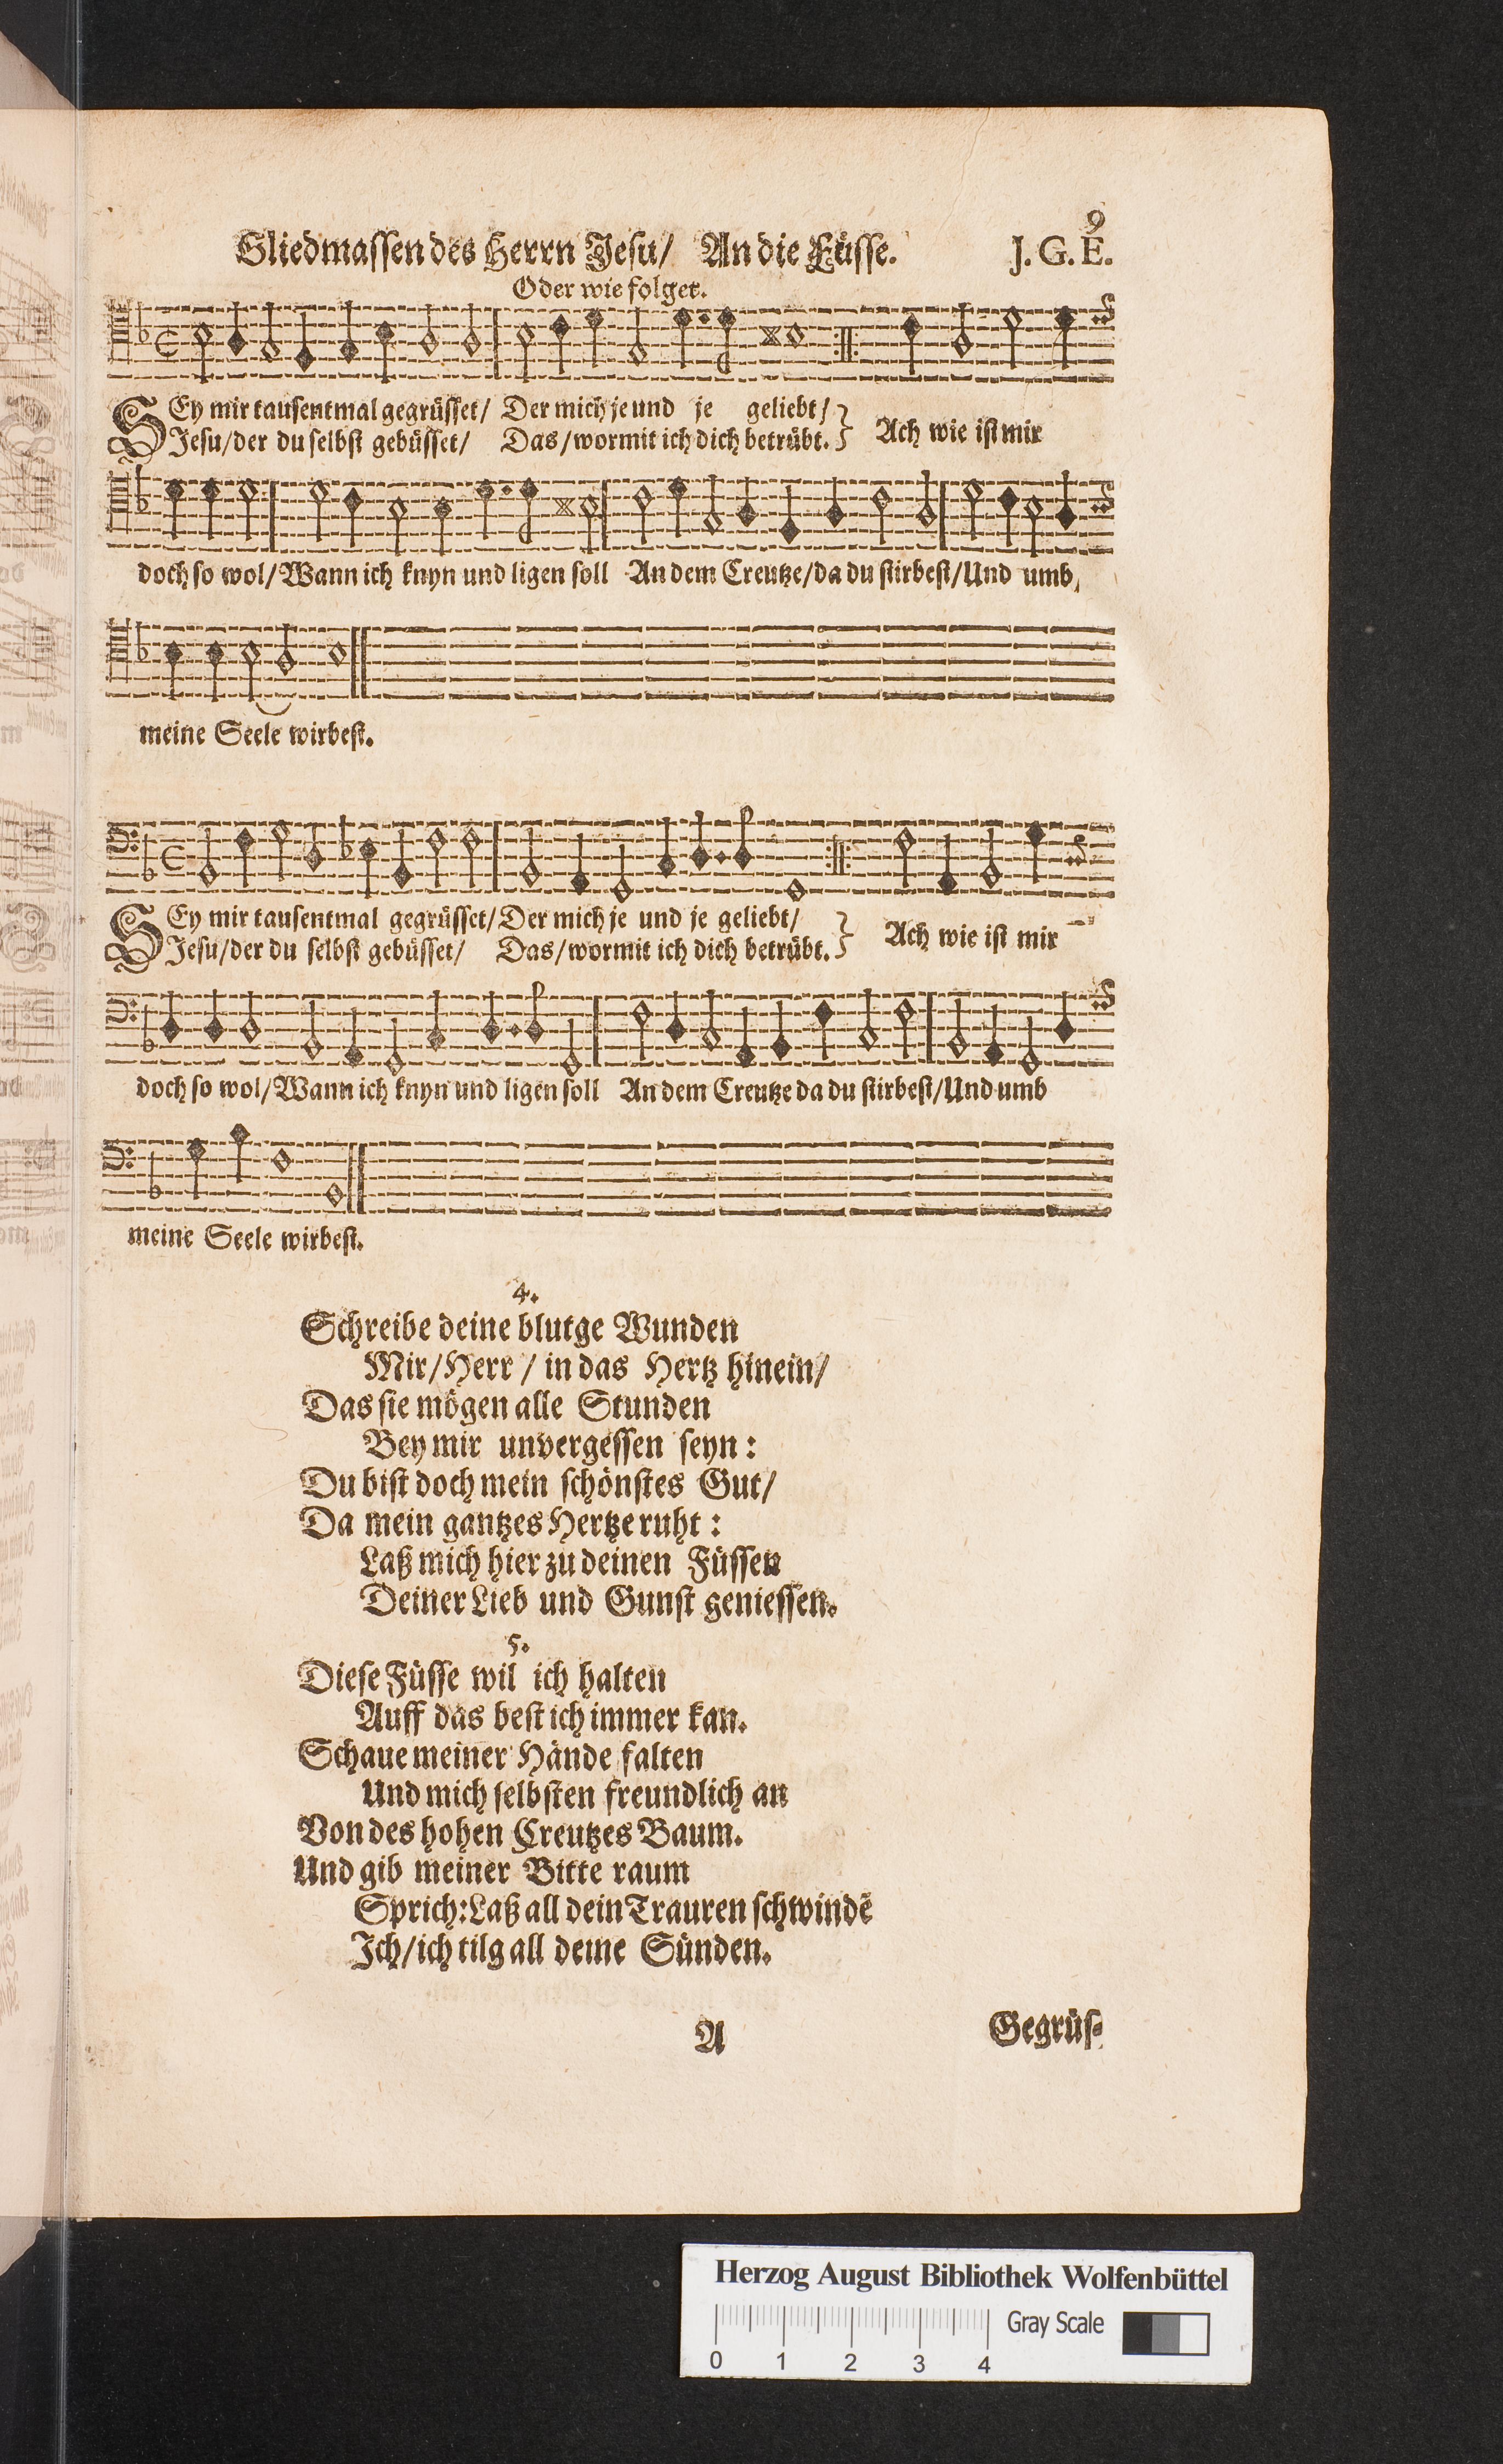 9
Gliedmassen des Herrn Jesu/ An die Füsse. J. G. E.
Oder wie folget.
SEy mir tausentmal gegrüsset/ Der mich je und je geliebt/
Jesu/der du selbst gebüsset/ Das/wormit ich dich betrübt. } Ach wie ist mir
doch so wol/Wann ich knyn und ligen soll An dem Creutze/da du stirbest/Und umb
meine Seele wirbest.
SEy mir tausentmal gegrüsset/Der mich je und je geliebt/
Jesu/der du selbst gebüsset/ Das/wormit ich dich betrübt. } Ach wie ist mir
doch so wol/Wann ich knyn und ligen soll An dem Creutze da du stirbest/Und umb
meine Seele wirbest.
4.
Schreibe deine blutge Wunden
Mir/Herr/in das Hertz hinein/
Das sie mögen alle Stunden
Bey mir unvergessen seyn:
Du bist doch mein schönstes Gut/
Da mein gantzes Hertze ruht:
Laß mich hier zu deinen Füssen
Deiner Lieb und Gunst geniessen.
5.
Diese Füsse wil ich halten
Auff das best ich immer kan.
Schaue meiner Hände falten
Und mich selbsten freundlich an
Von des hohen Creutzes Baum.
Und gib meiner Bitte raum
Sprich: Laß all dein Trauren schwindē
Ich/ich tilg all deine Sünden.
A Gegrüs-
Herzog August Bibliothek Wolfenbüttel
Gray Scale
0 1 2 3 4